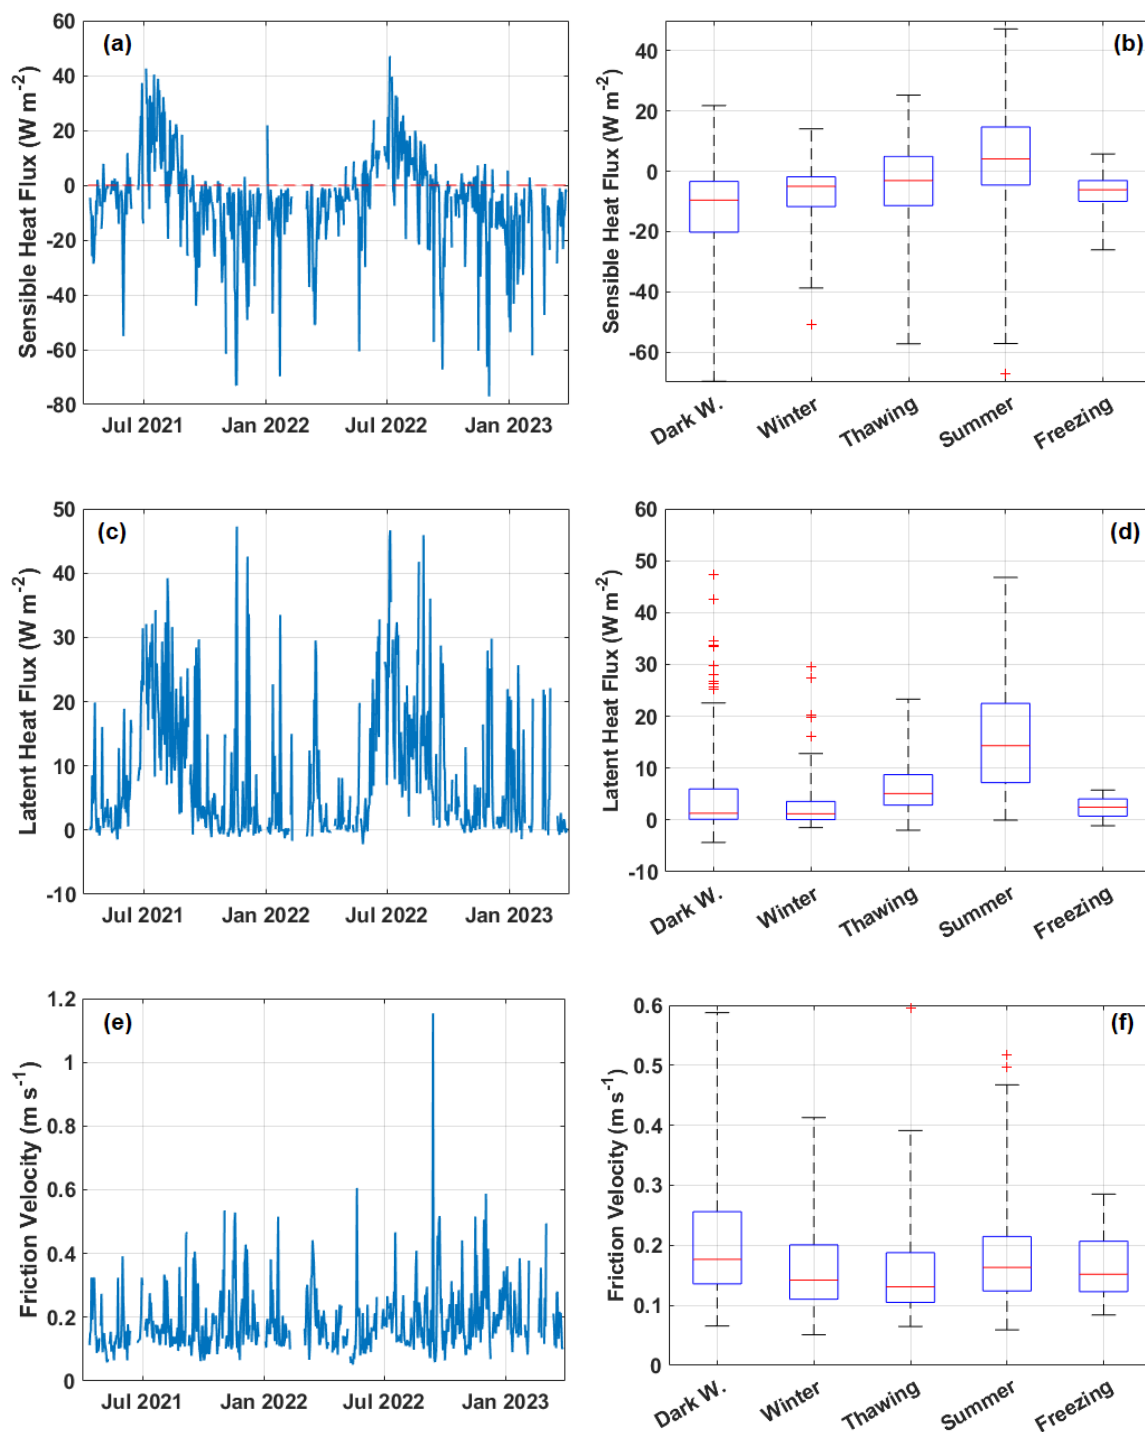 (a)
Sensible Heat Flux (W m⁻²)
60
40
20
0
-20
-40
-60
-80
Jul 2021 Jan 2022 Jul 2022 Jan 2023
(b)
Sensible Heat Flux (W m⁻²)
40
20
0
-20
-40
-60
Dark W. Winter Thawing Summer Freezing
(c)
Latent Heat Flux (W m⁻²)
50
40
30
20
10
0
-10
Jul 2021 Jan 2022 Jul 2022 Jan 2023
(d)
Latent Heat Flux (W m⁻²)
60
50
40
30
20
10
0
-10
Dark W. Winter Thawing Summer Freezing
(e)
Friction Velocity (m s⁻¹)
1.2
1
0.8
0.6
0.4
0.2
0
Jul 2021 Jan 2022 Jul 2022 Jan 2023
(f)
Friction Velocity (m s⁻¹)
0.6
0.5
0.4
0.3
0.2
0.1
0
Dark W. Winter Thawing Summer Freezing